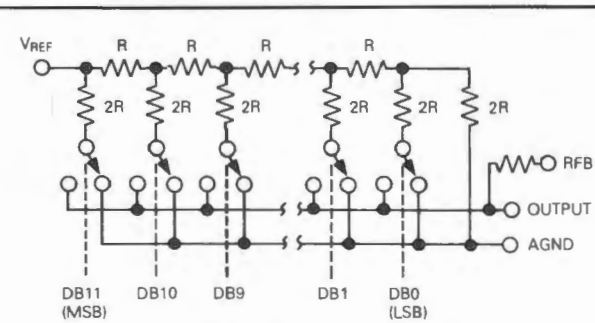 VREF
R R R R
2R 2R 2R 2R 2R 2R
RFB
OUTPUT
AGND
DB11 DB10 DB9 DB1 DB0
(MSB) (LSB)